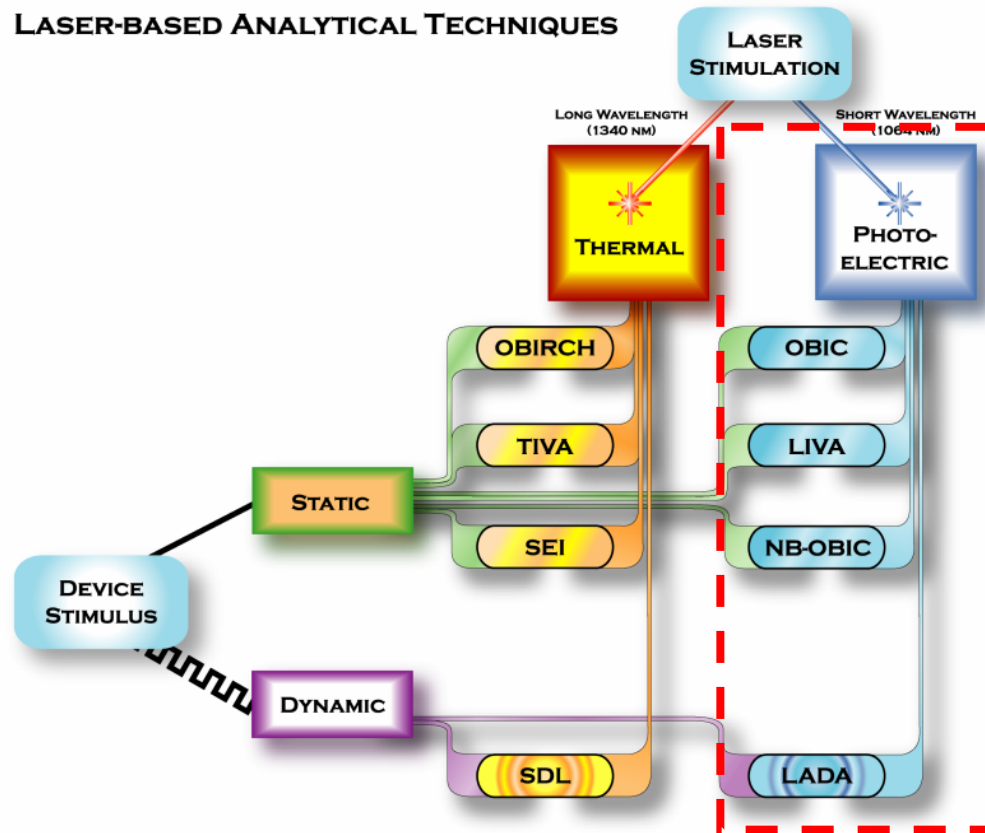 LASER-BASED ANALYTICAL TECHNIQUES
LASER
STIMULATION
LONG WAVELENGTH
(1340 NM)
SHORT WAVELENGTH
(1064 NM)
THERMAL
PHOTO-
ELECTRIC
OBIRCH
OBIC
TIVA
LIVA
STATIC
SEI
NB-OBIC
DEVICE
STIMULUS
DYNAMIC
SDL
LADA